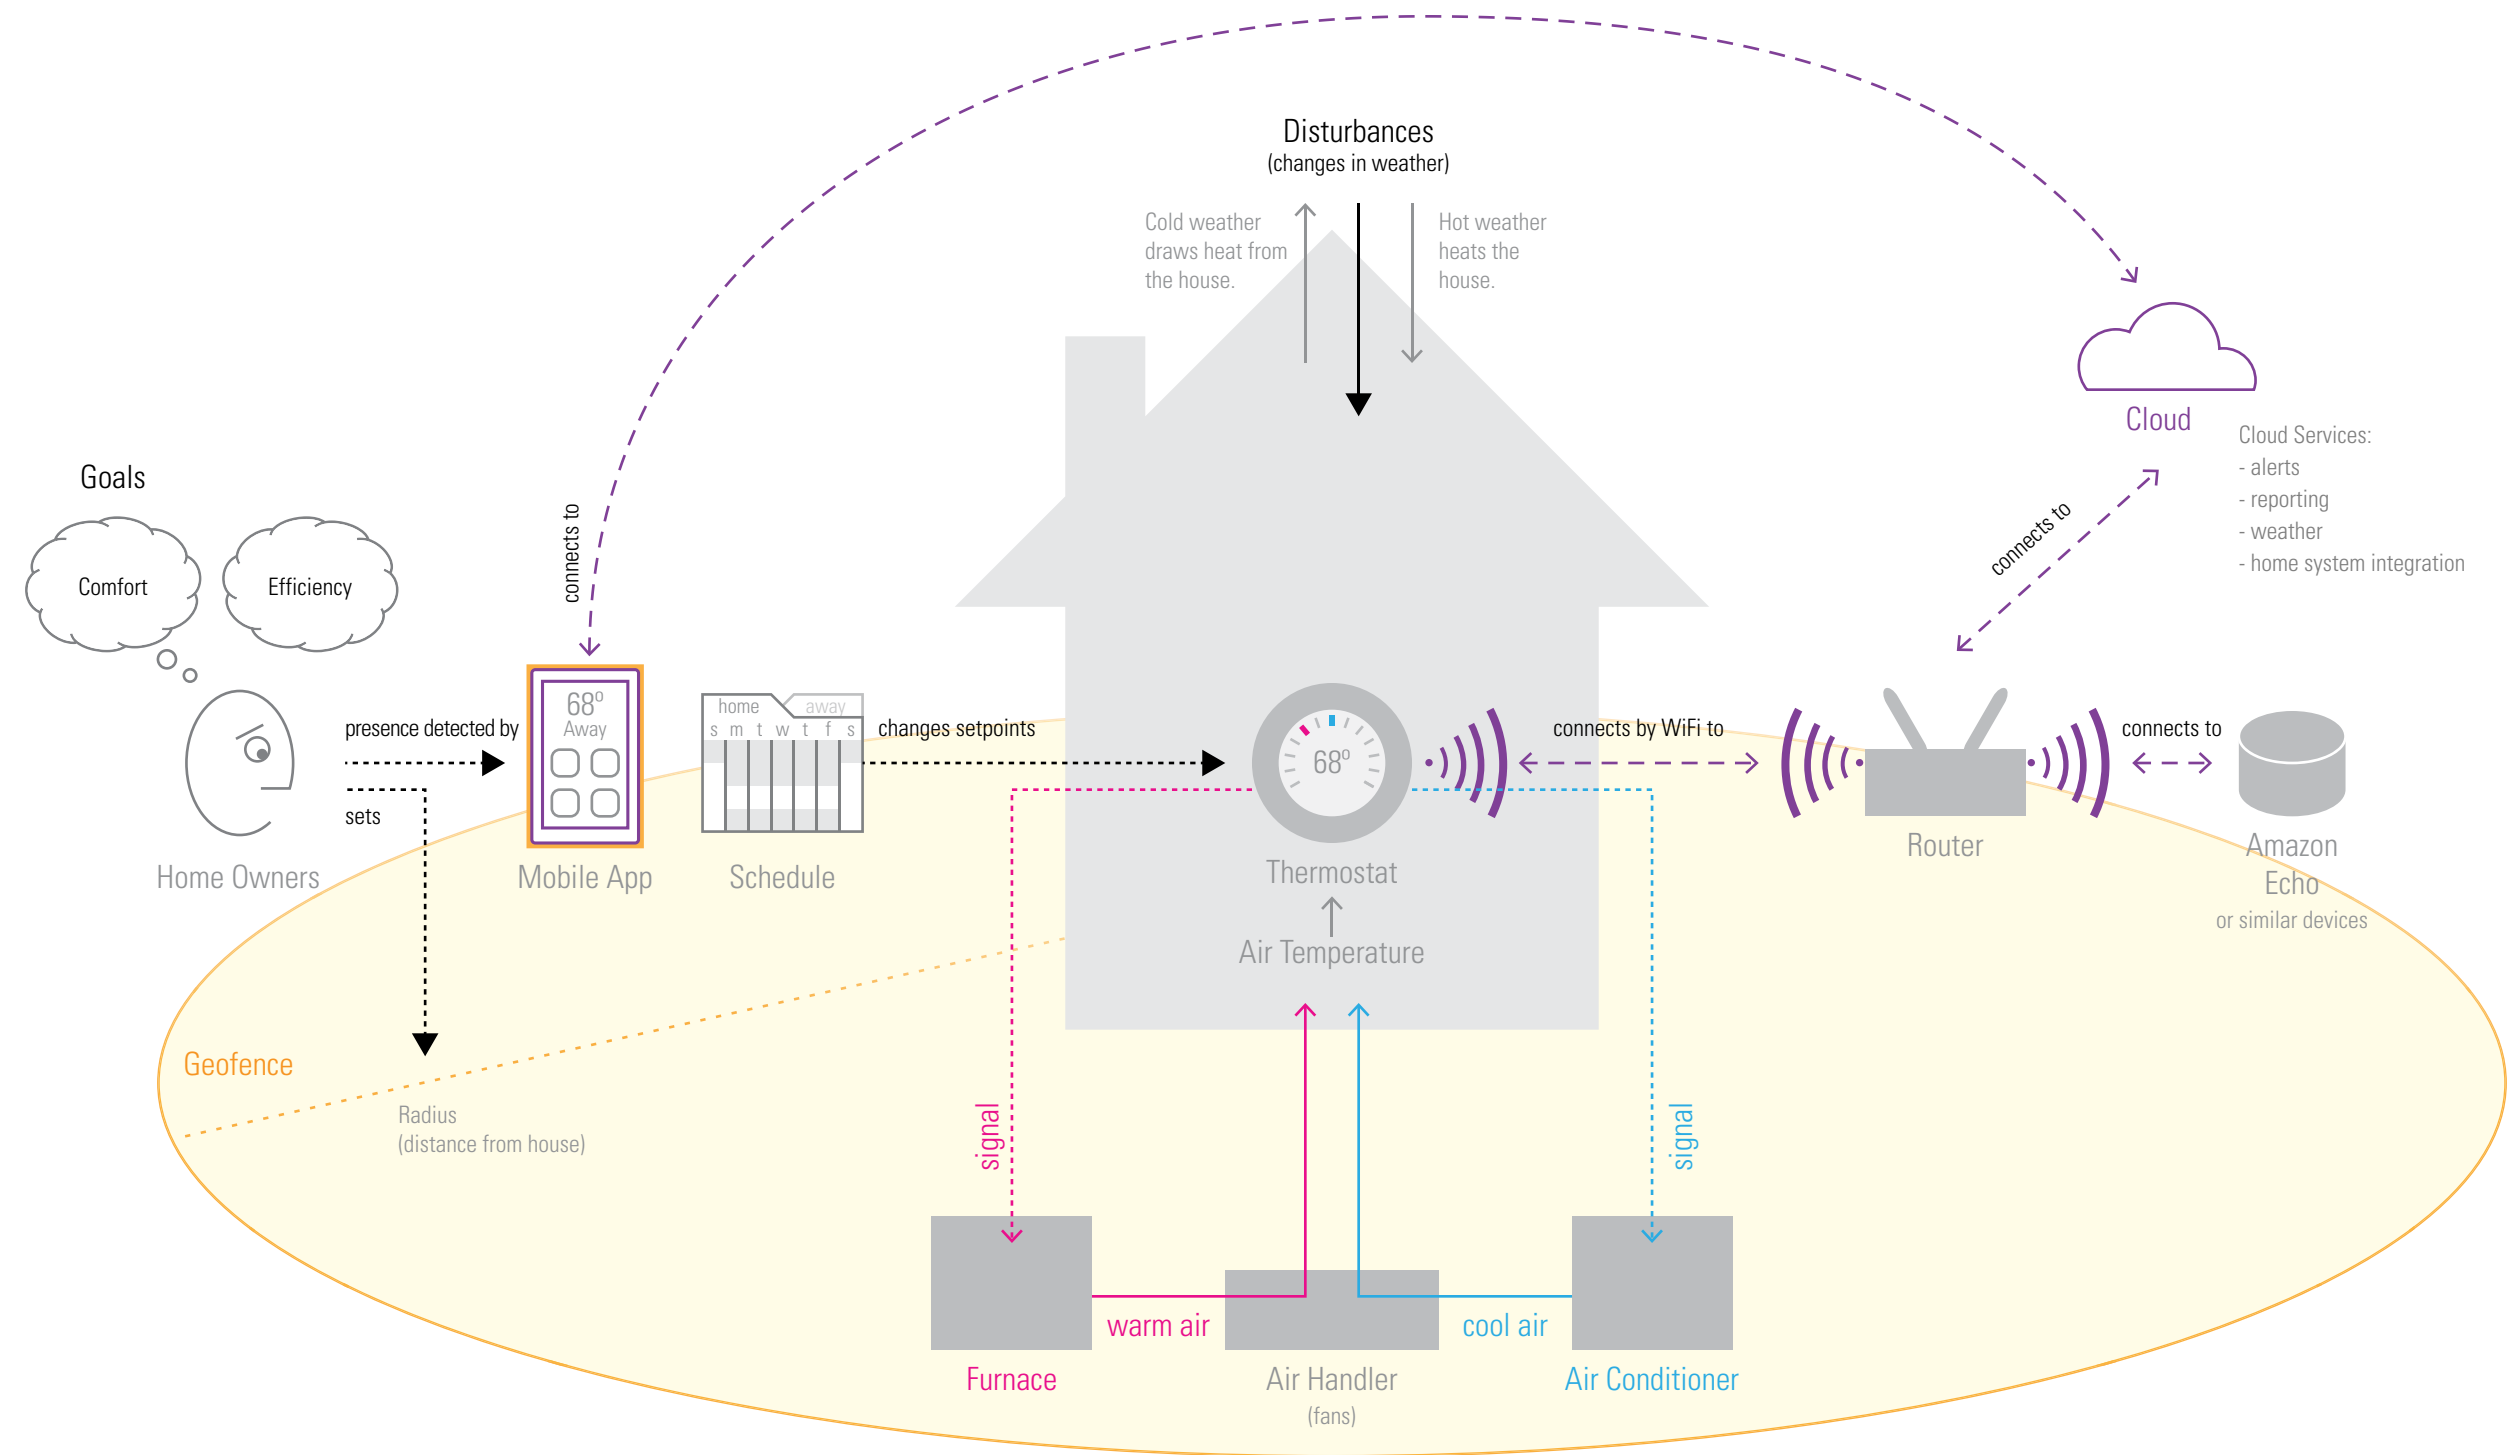 Disturbances
(changes in weather)
Cold weather
draws heat from
the house.
Hot weather
heats the
house.
Cloud
Cloud Services:
- alerts
- reporting
- weather
- home system integration
connects to
connects to
Goals
Comfort
Efficiency
Home Owners
presence detected by
sets
68º
Away
Mobile App
home
away
s m t w t f s
Schedule
changes setpoints
68º
Thermostat
Air Temperature
connects by WiFi to
Router
connects to
Amazon
Echo
or similar devices
Geofence
Radius
(distance from house)
signal
signal
warm air
cool air
Furnace
Air Handler
(fans)
Air Conditioner